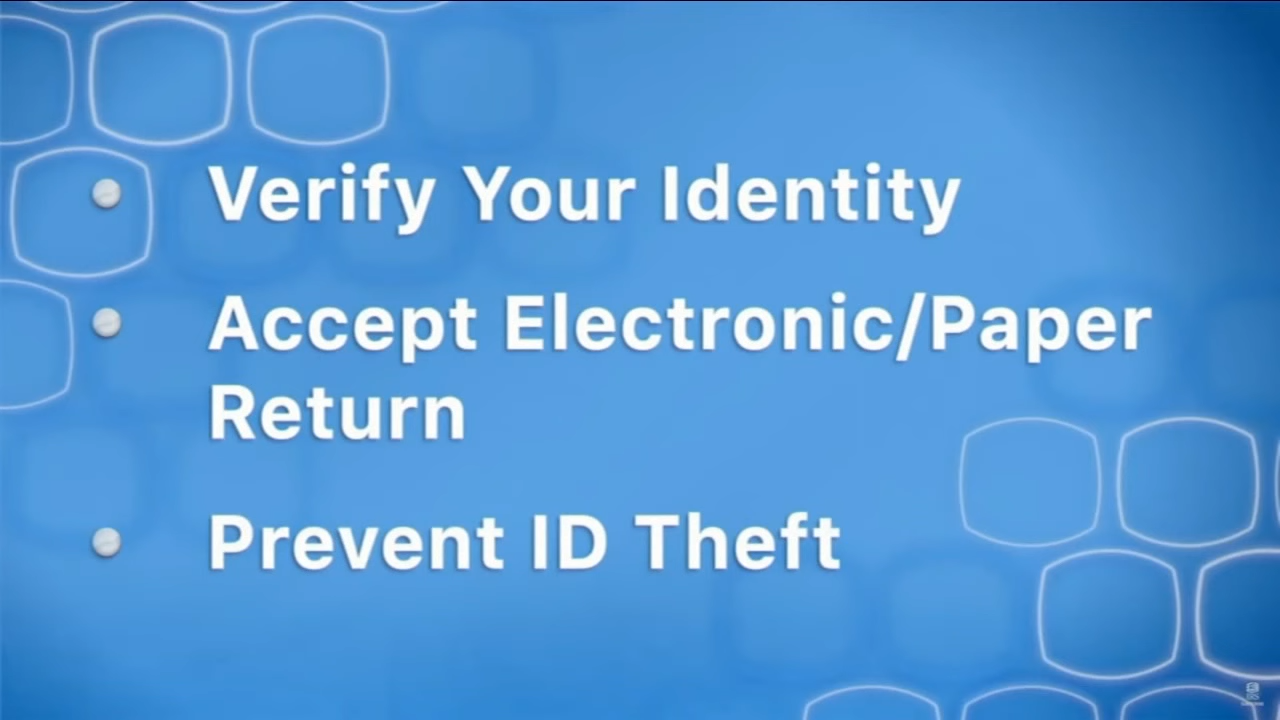 Verify Your Identity
Accept Electronic/Paper
Return
Prevent ID Theft